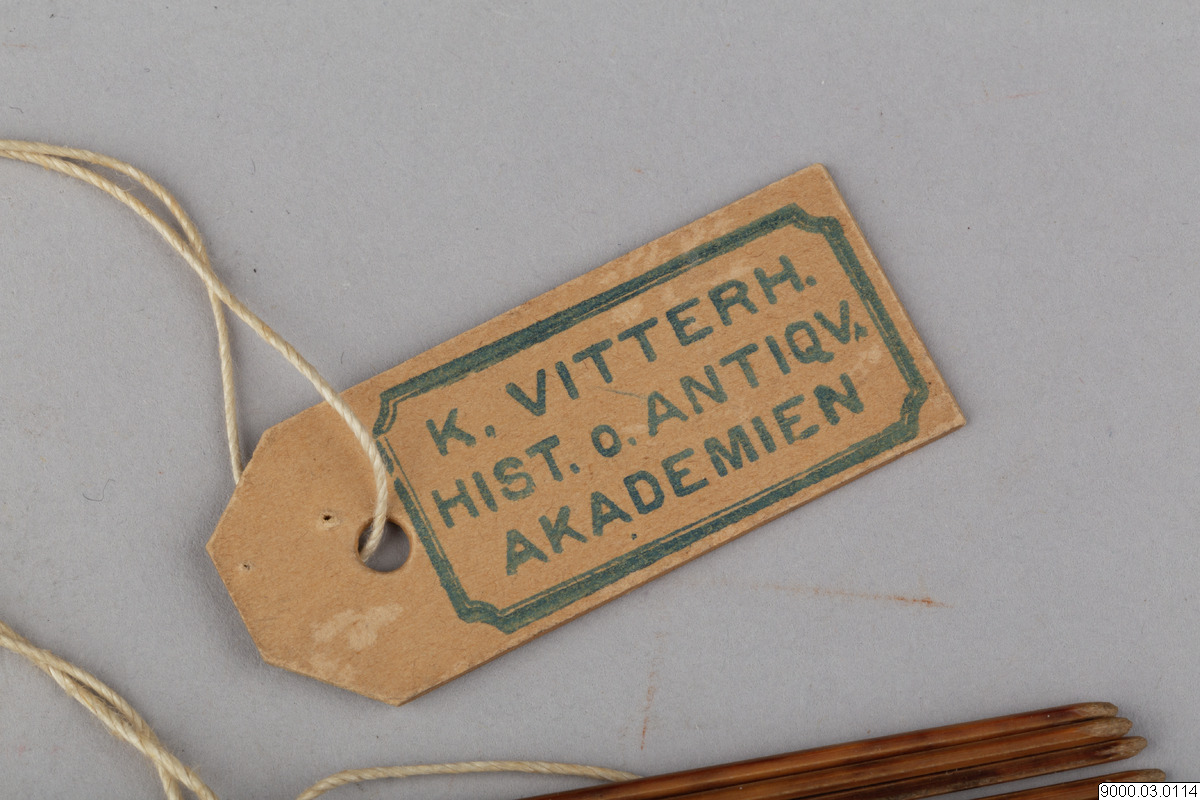 K. VITTERH.
HIST. O. ANTIQV.
AKADEMIEN
9000.03.0114